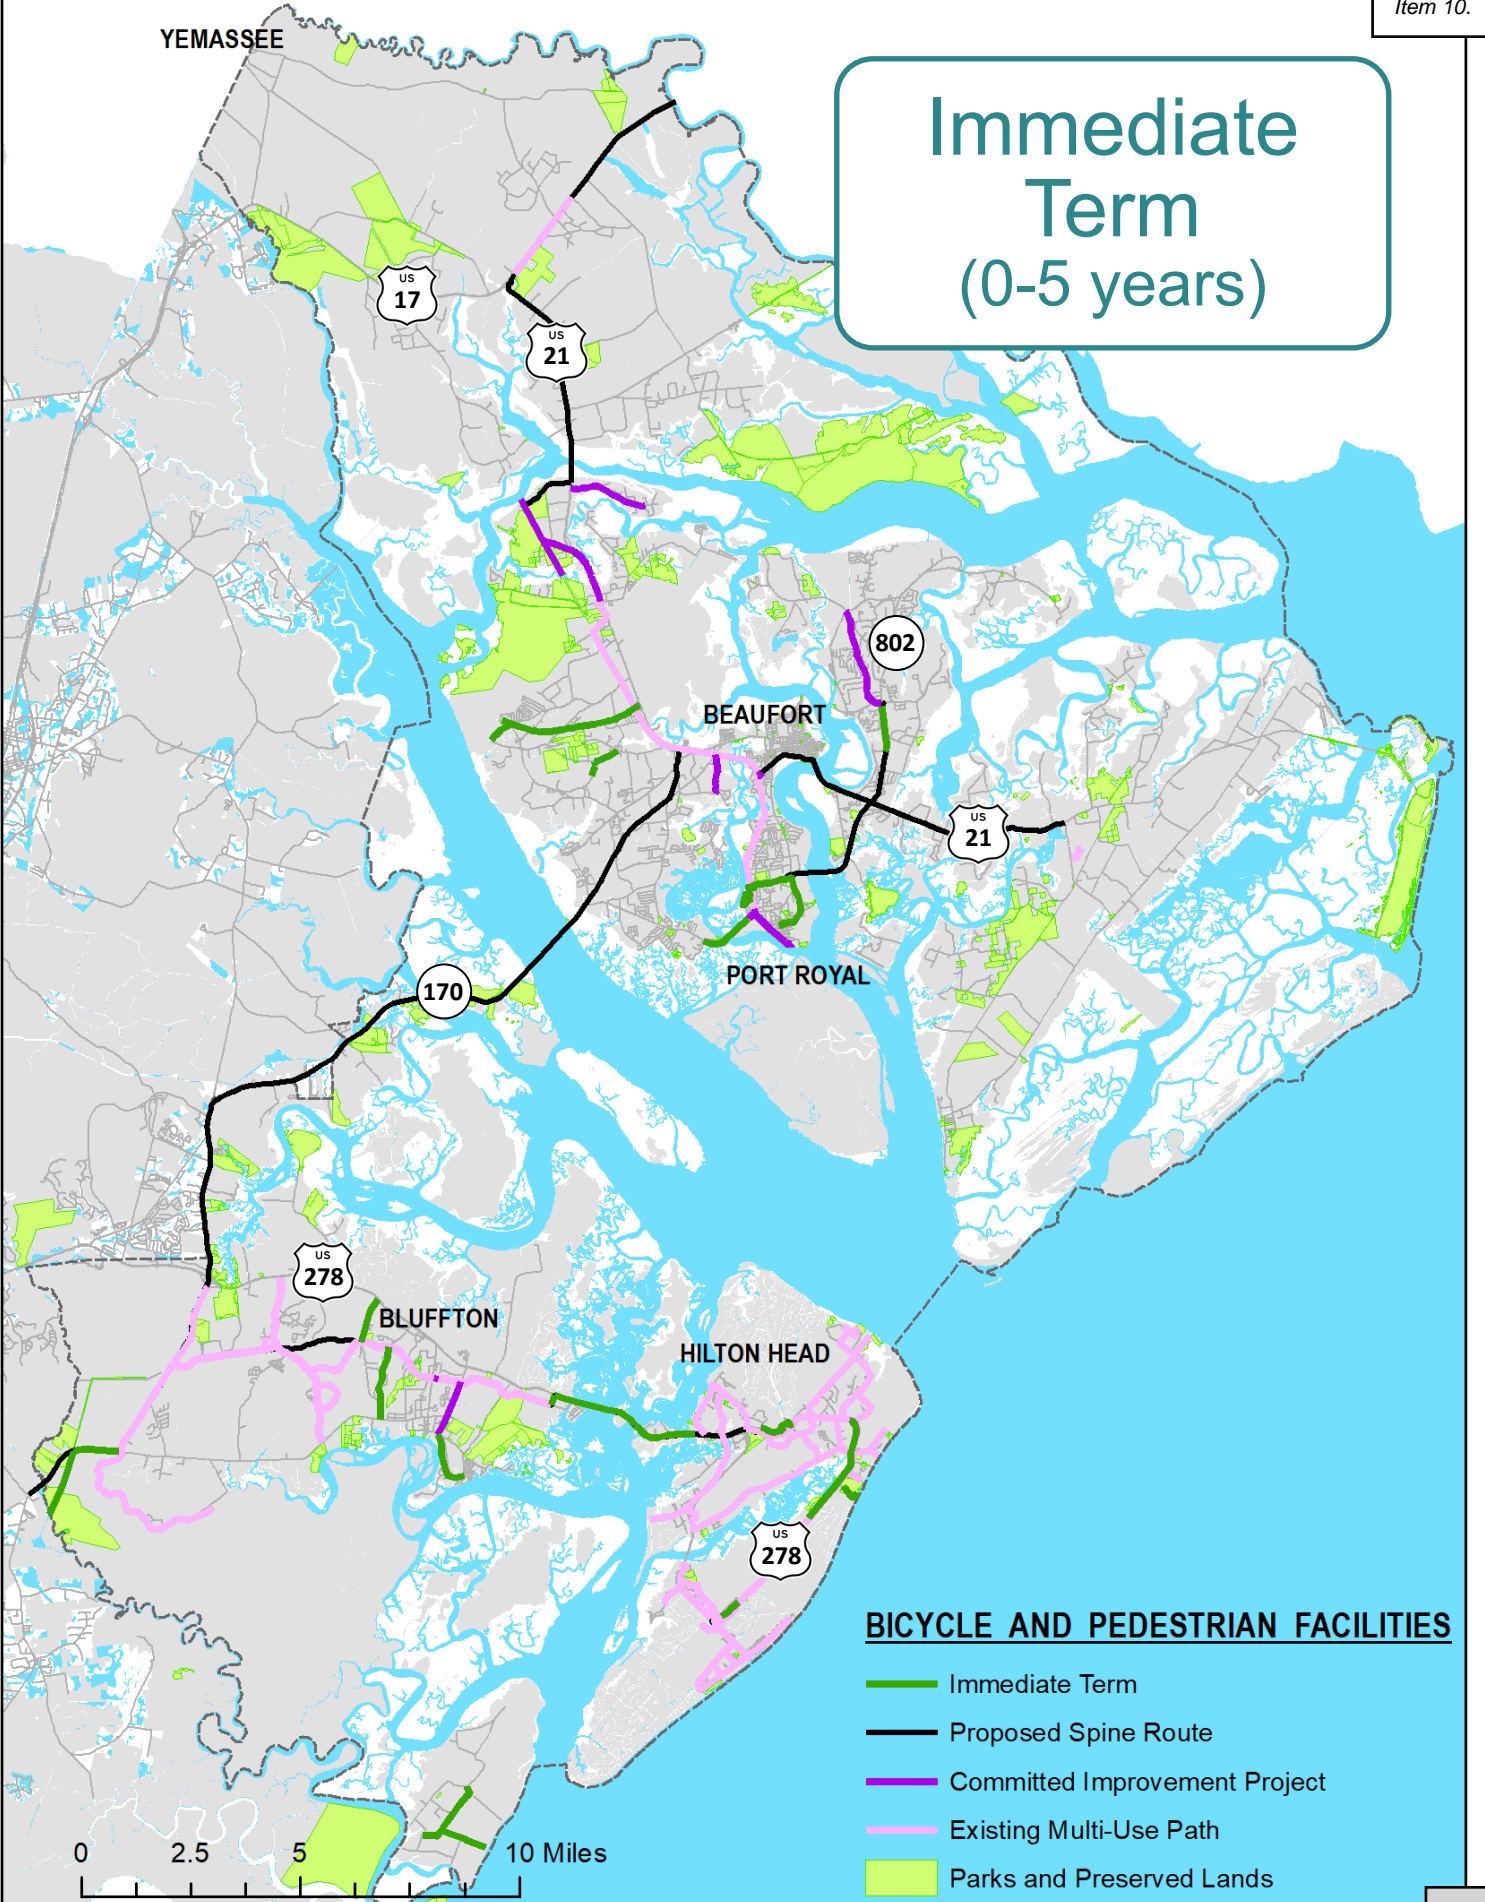 Item 10.
YEMASSEE
Immediate
Term
(0-5 years)
US
17
US
21
802
BEAUFORT
US
21
PORT ROYAL
170
US
278
BLUFFTON
HILTON HEAD
US
278
BICYCLE AND PEDESTRIAN FACILITIES
Immediate Term
Proposed Spine Route
Committed Improvement Project
Existing Multi-Use Path
Parks and Preserved Lands
0 2.5 5 10 Miles